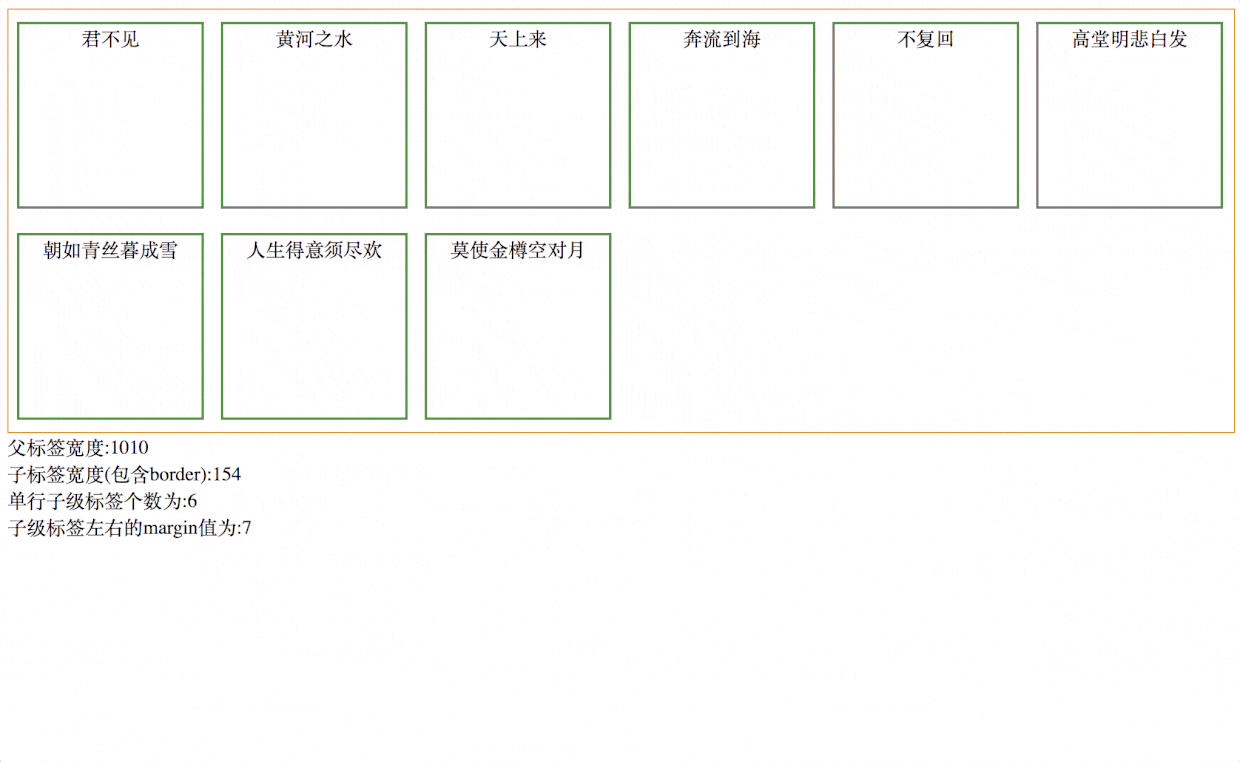 君不见 黄河之水 天上来 奔流到海 不复回 高堂明悲白发
朝如青丝暮成雪 人生得意须尽欢 莫使金樽空对月
父标签宽度:1010
子标签宽度(包含border):154
单行子级标签个数为:6
子级标签左右的margin值为:7